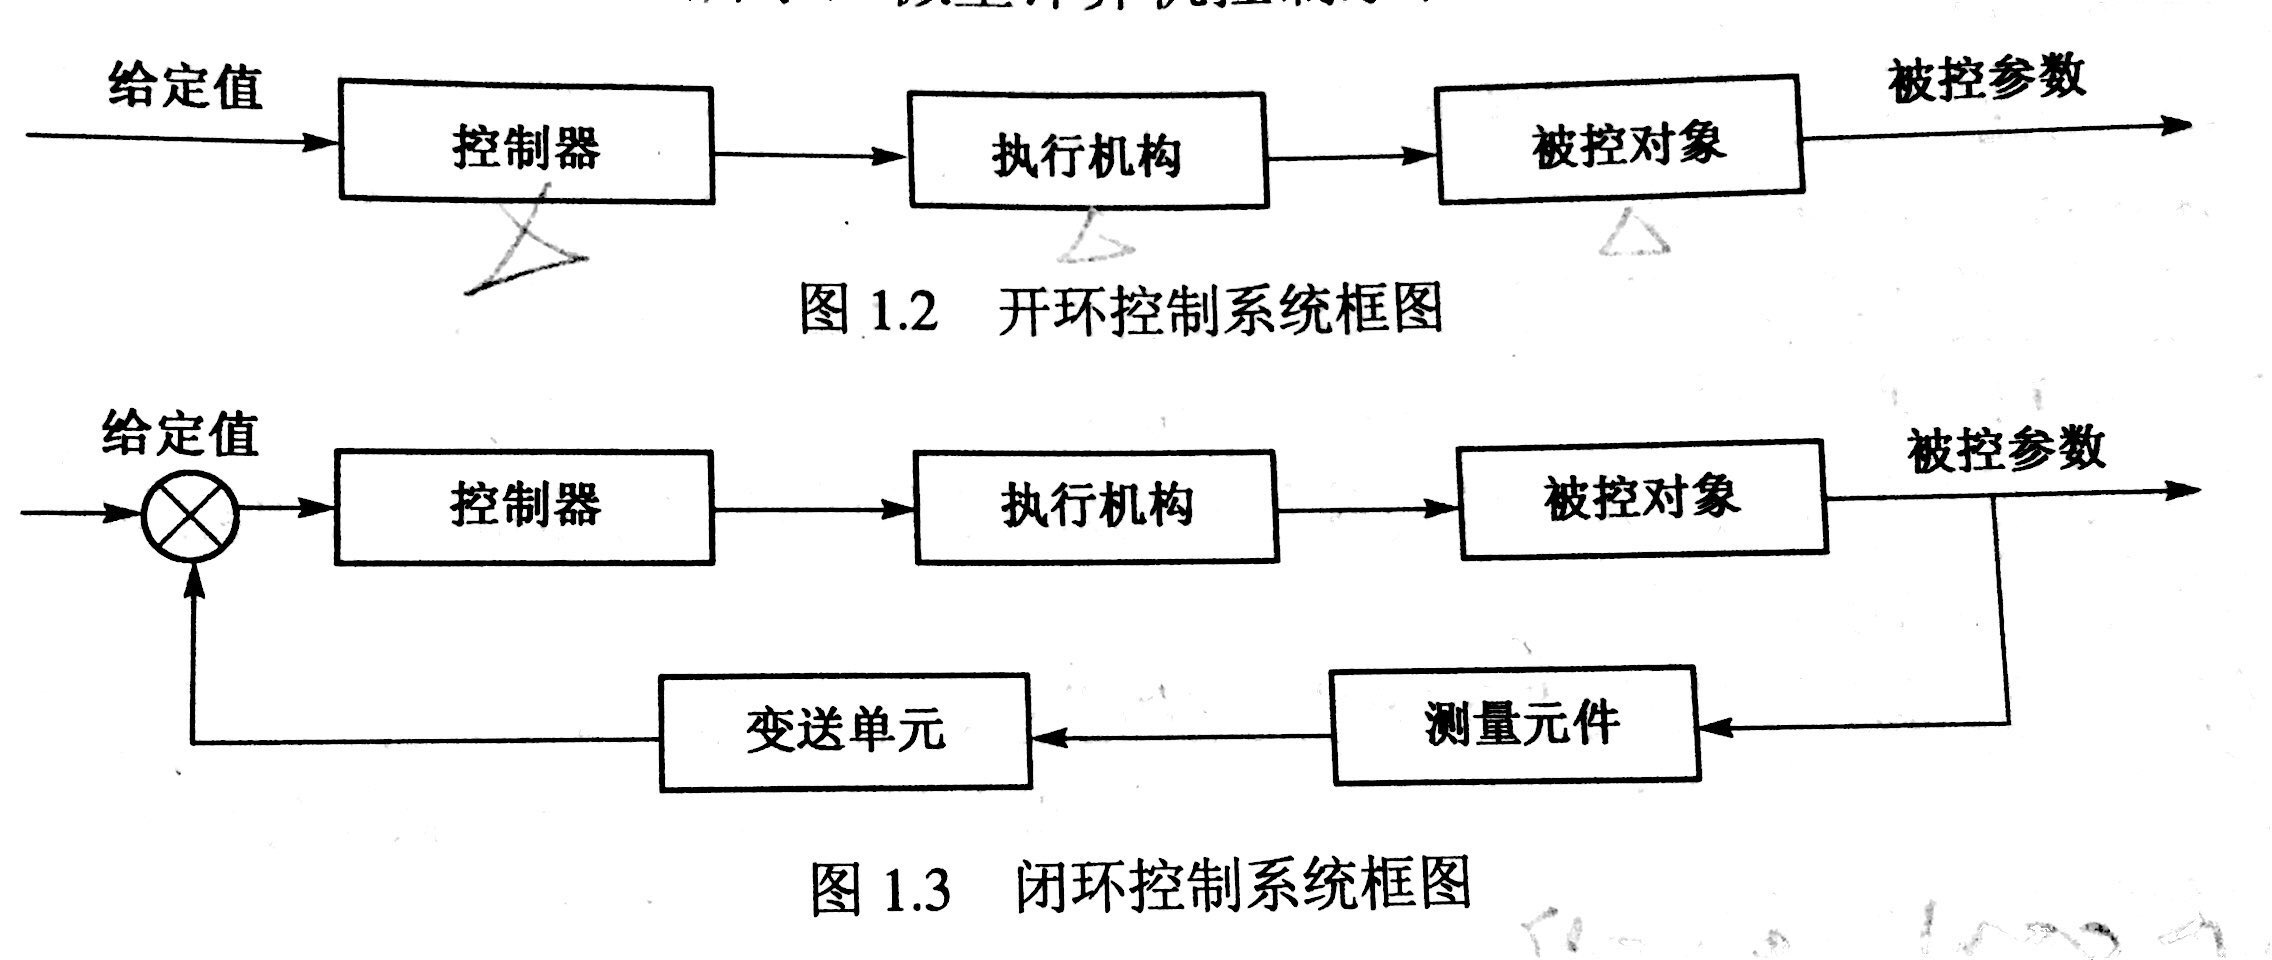 给定值
控制器
执行机构
被控对象
被控参数
图 1.2 开环控制系统框图
给定值
控制器
执行机构
被控对象
被控参数
变送单元
测量元件
图 1.3 闭环控制系统框图